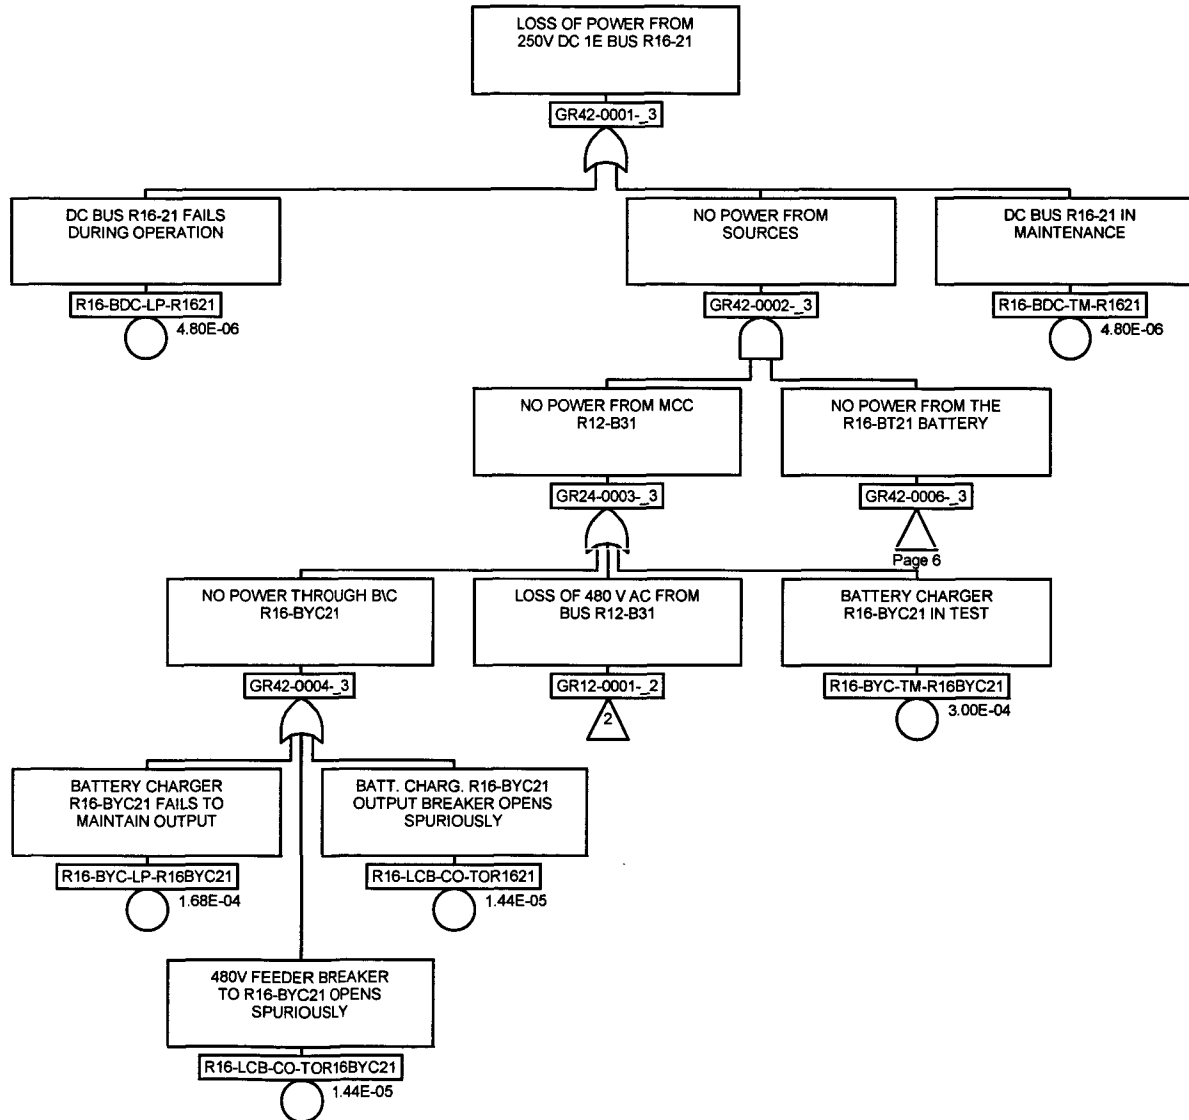 LOSS OF POWER FROM
250V DC 1E BUS R16-21
GR42-0001-_3
DC BUS R16-21 FAILS
DURING OPERATION
R16-BDC-LP-R1621
4.80E-06
NO POWER FROM
SOURCES
GR42-0002-_3
DC BUS R16-21 IN
MAINTENANCE
R16-BDC-TM-R1621
4.80E-06
NO POWER FROM MCC
R12-B31
GR24-0003-_3
NO POWER FROM THE
R16-BT21 BATTERY
GR42-0006-_3
Page 6
NO POWER THROUGH B\C
R16-BYC21
GR42-0004-_3
LOSS OF 480 V AC FROM
BUS R12-B31
GR12-0001-_2
2
BATTERY CHARGER
R16-BYC21 IN TEST
R16-BYC-TM-R16BYC21
3.00E-04
BATTERY CHARGER
R16-BYC21 FAILS TO
MAINTAIN OUTPUT
R16-BYC-LP-R16BYC21
1.68E-04
BATT. CHARG. R16-BYC21
OUTPUT BREAKER OPENS
SPURIOUSLY
R16-LCB-CO-TOR1621
1.44E-05
480V FEEDER BREAKER
TO R16-BYC21 OPENS
SPURIOUSLY
R16-LCB-CO-TOR16BYC21
1.44E-05